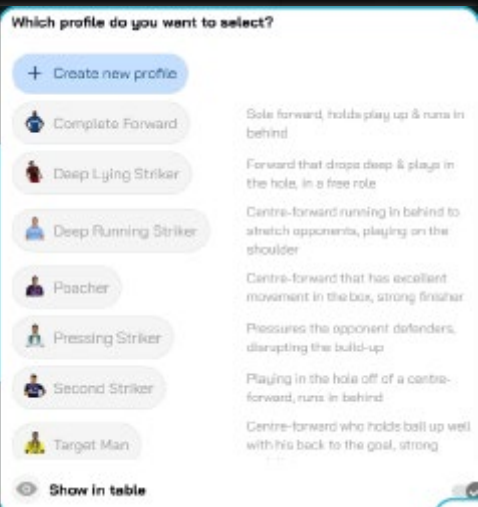 Which profile do you want to select?
+ Create new profile
Complete Forward
Sole forward, holds play up & runs in
behind
Deep Lying Striker
Forward that drops deep & plays in
the hole, in a free role
Deep Running Striker
Centre-forward running in behind to
stretch opponents, playing on the
shoulder
Poacher
Centre-forward that has excellent
movement in the box, strong finisher
Pressing Striker
Pressures the opponent defenders,
disrupting the build-up
Second Striker
Playing in the hole off of a centre-
forward, runs in behind
Target Man
Centre-forward who holds ball up well
with his back to the goal, strong
Show in table